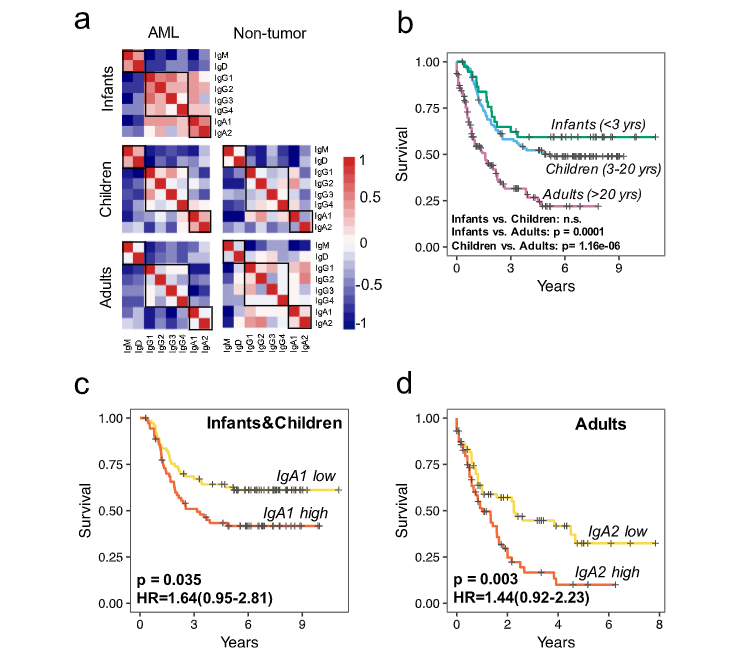 a
AML
Non-tumor
Infants
IgM
IgD
IgG1
IgG2
IgG3
IgG4
IgA1
IgA2
Children
IgM
IgD
IgG1
IgG2
IgG3
IgG4
IgA1
IgA2
Adults
IgM
IgD
IgG1
IgG2
IgG3
IgG4
IgA1
IgA2
IgM
IgD
IgG1
IgG2
IgG3
IgG4
IgA1
IgA2
IgM
IgD
IgG1
IgG2
IgG3
IgG4
IgA1
IgA2
1
0.5
0
-0.5
-1
b
Survival
1.00
0.75
0.50
0.25
0.00
Infants (<3 yrs)
Children (3-20 yrs)
Adults (>20 yrs)
Infants vs. Children: n.s.
Infants vs. Adults: p = 0.0001
Children vs. Adults: p= 1.16e-06
0 3 6 9
Years
c
Survival
1.00
0.75
0.50
0.25
0.00
Infants&Children
IgA1 low
IgA1 high
p = 0.035
HR=1.64(0.95-2.81)
0 3 6 9
Years
d
Survival
1.00
0.75
0.50
0.25
0.00
Adults
IgA2 low
IgA2 high
p = 0.003
HR=1.44(0.92-2.23)
0 2 4 6 8
Years